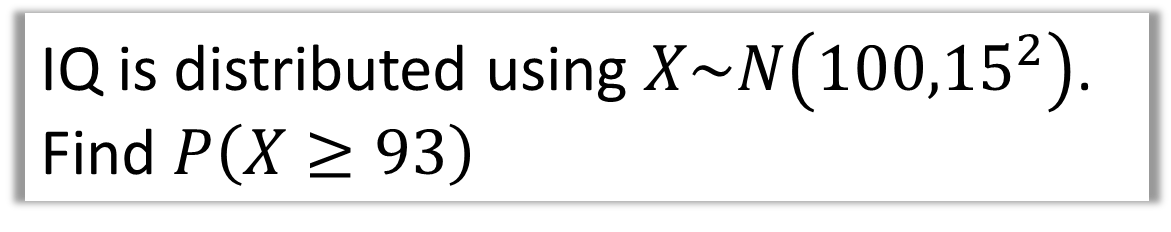 IQ is distributed using X~N(100,15²).
Find P(X ≥ 93)